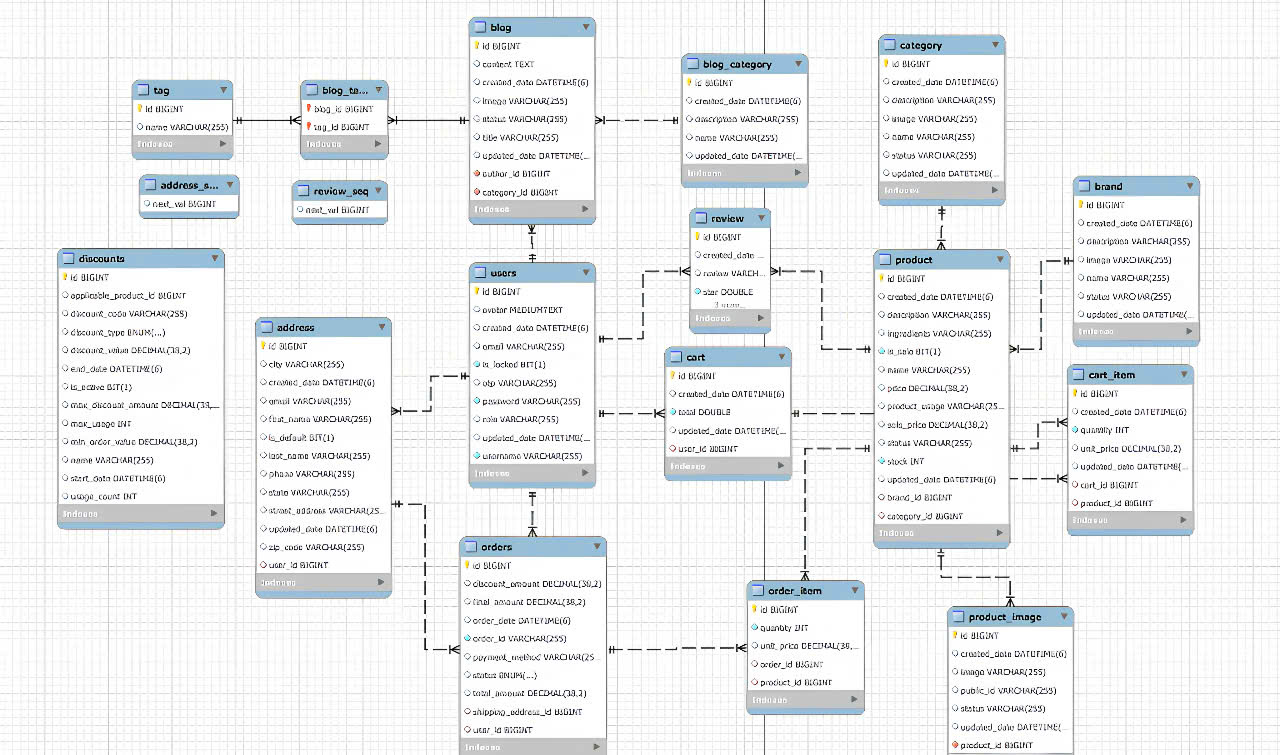 blog
id BIGINT
content TEXT
created_date DATETIME(6)
image VARCHAR(255)
status VARCHAR(255)
title VARCHAR(255)
updated_date DATETIME(...
author_id BIGINT
category_id BIGINT
Indexes
blog_category
id BIGINT
created_date DATETIME(6)
description VARCHAR(255)
name VARCHAR(255)
updated_date DATETIME(...
Indexes
category
id BIGINT
created_date DATETIME(6)
description VARCHAR(255)
image VARCHAR(255)
name VARCHAR(255)
status VARCHAR(255)
updated_date DATETIME(...
Indexes
tag
id BIGINT
name VARCHAR(255)
Indexes
blog_ta...
blog_id BIGINT
tag_id BIGINT
Indexes
address_s...
next_val BIGINT
review_seq
next_val BIGINT
brand
id BIGINT
created_date DATETIME(6)
description VARCHAR(255)
image VARCHAR(255)
name VARCHAR(255)
status VARCHAR(255)
updated_date DATETIME(...
Indexes
review
id BIGINT
created_date ...
review VARCH...
star DOUBLE
Indexes
discounts
id BIGINT
applicable_product_id BIGINT
discount_code VARCHAR(255)
discount_type ENUM(...)
discount_value DECIMAL(38,2)
end_date DATETIME(6)
is_active BIT(1)
max_discount_amount DECIMAL(38,...
max_usage INT
min_order_value DECIMAL(38,2)
name VARCHAR(255)
start_date DATETIME(6)
usage_count INT
Indexes
users
id BIGINT
avatar MEDIUMTEXT
created_date DATETIME(6)
email VARCHAR(255)
is_locked BIT(1)
otp VARCHAR(255)
password VARCHAR(255)
role VARCHAR(255)
updated_date DATETIME(...
username VARCHAR(255)
Indexes
product
id BIGINT
created_date DATETIME(6)
description VARCHAR(255)
ingredients VARCHAR(255)
is_sale BIT(1)
name VARCHAR(255)
price DECIMAL(38,2)
product_usage VARCHAR(25...
sale_price DECIMAL(38,2)
status VARCHAR(255)
stock INT
updated_date DATETIME(6)
brand_id BIGINT
category_id BIGINT
Indexes
address
id BIGINT
city VARCHAR(255)
created_date DATETIME(6)
email VARCHAR(255)
first_name VARCHAR(255)
is_default BIT(1)
last_name VARCHAR(255)
phone VARCHAR(255)
state VARCHAR(255)
street_address VARCHAR(25...
updated_date DATETIME(6)
zip_code VARCHAR(255)
user_id BIGINT
Indexes
cart
id BIGINT
created_date DATETIME(6)
total DOUBLE
updated_date DATETIME(...
user_id BIGINT
Indexes
cart_item
id BIGINT
created_date DATETIME(6)
quantity INT
unit_price DECIMAL(38,2)
updated_date DATETIME(...
cart_id BIGINT
product_id BIGINT
Indexes
orders
id BIGINT
discount_amount DECIMAL(38,2)
final_amount DECIMAL(38,2)
order_date DATETIME(6)
order_id VARCHAR(255)
payment_method VARCHAR(25...
status ENUM(...)
total_amount DECIMAL(38,2)
shipping_address_id BIGINT
user_id BIGINT
Indexes
order_item
id BIGINT
quantity INT
unit_price DECIMAL(38,...
order_id BIGINT
product_id BIGINT
Indexes
product_image
id BIGINT
created_date DATETIME(6)
image VARCHAR(255)
public_id VARCHAR(255)
status VARCHAR(255)
updated_date DATETIME(...
product_id BIGINT